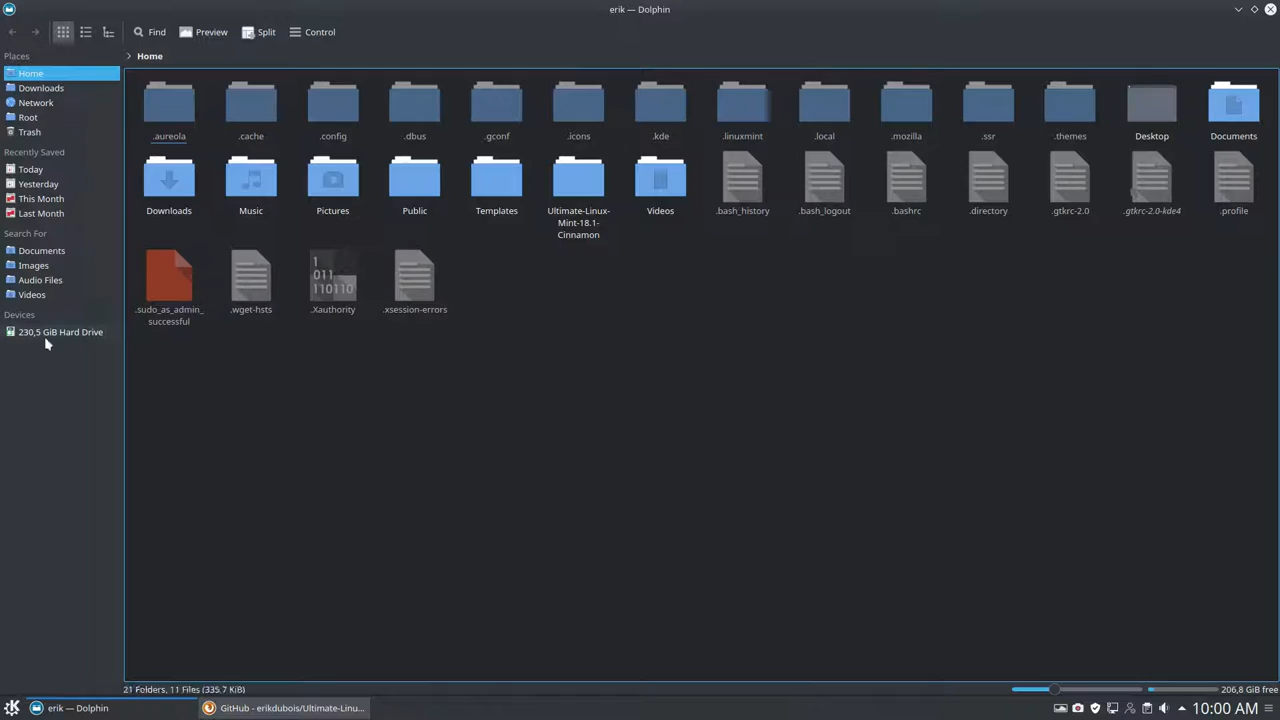 erik — Dolphin
Find
Preview
Split
Control
Places
Home
Downloads
Network
Root
Trash
Recently Saved
Today
Yesterday
This Month
Last Month
Search For
Documents
Images
Audio Files
Videos
Devices
230,5 GiB Hard Drive
Home
.aureola
.cache
.config
.dbus
.gconf
.icons
.kde
.linuxmint
.local
.mozilla
.ssr
.themes
Desktop
Documents
Downloads
Music
Pictures
Public
Templates
Ultimate-Linux-
Mint-18.1-
Cinnamon
Videos
.bash_history
.bash_logout
.bashrc
.directory
.gtkrc-2.0
.gtkrc-2.0-kde4
.profile
.sudo_as_admin_
successful
.wget-hsts
1
011
110110
.Xauthority
.xsession-errors
21 Folders, 11 Files (335.7 KiB)
206,8 GiB free
erik — Dolphin
GitHub - erikdubois/Ultimate-Linu...
10:00 AM